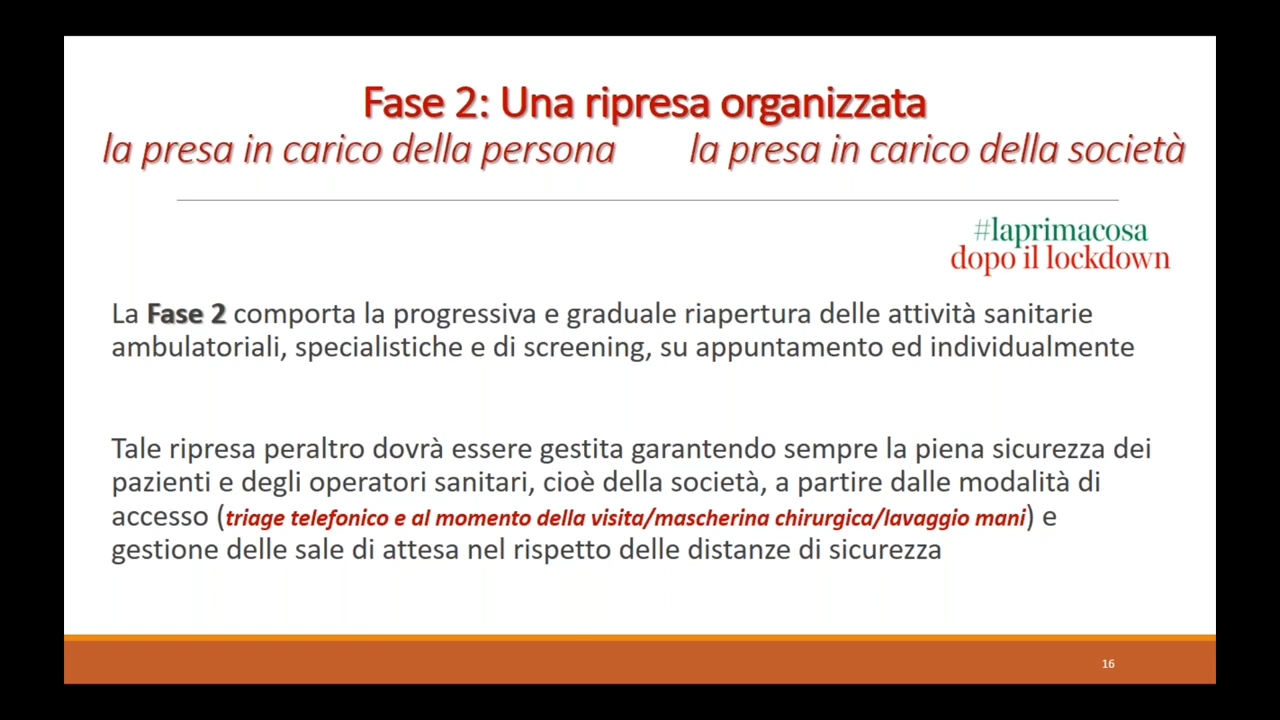 Fase 2: Una ripresa organizzata
la presa in carico della persona la presa in carico della società
#laprimacosa
dopo il lockdown
La Fase 2 comporta la progressiva e graduale riapertura delle attività sanitarie
ambulatoriali, specialistiche e di screening, su appuntamento ed individualmente
Tale ripresa peraltro dovrà essere gestita garantendo sempre la piena sicurezza dei
pazienti e degli operatori sanitari, cioè della società, a partire dalle modalità di
accesso (triage telefonico e al momento della visita/mascherina chirurgica/lavaggio mani) e
gestione delle sale di attesa nel rispetto delle distanze di sicurezza
16